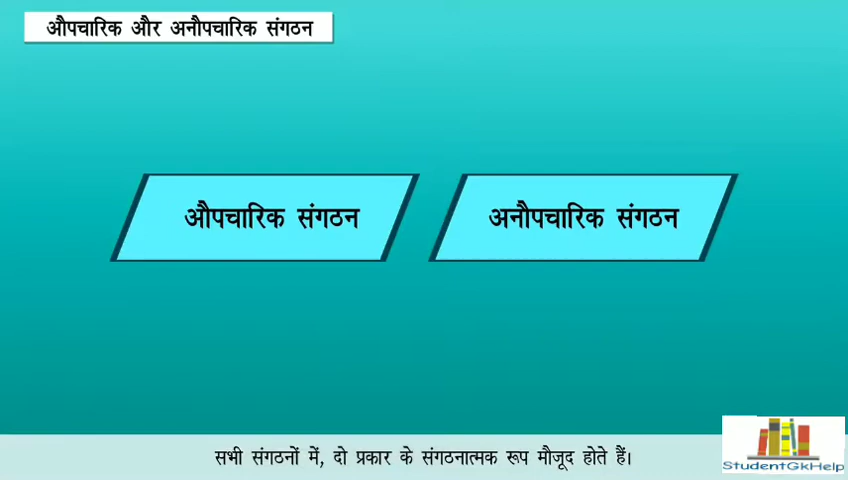 औपचारिक और अनौपचारिक संगठन
औपचारिक संगठन
अनौपचारिक संगठन
सभी संगठनों में, दो प्रकार के संगठनात्मक रूप मौजूद होते हैं।
StudentGkHelp